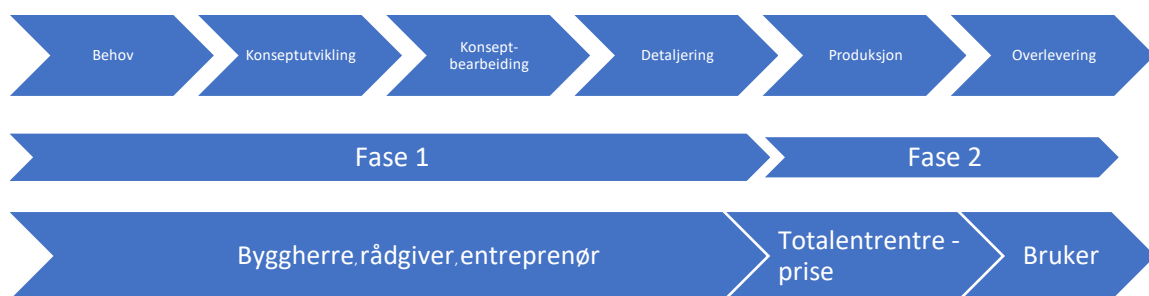 Behov
Konseptutvikling
Konsept-
bearbeiding
Detaljering
Produksjon
Overlevering
Fase 1
Fase 2
Byggherre,rådgiver,entreprenør
Totalentrentre -
prise
Bruker